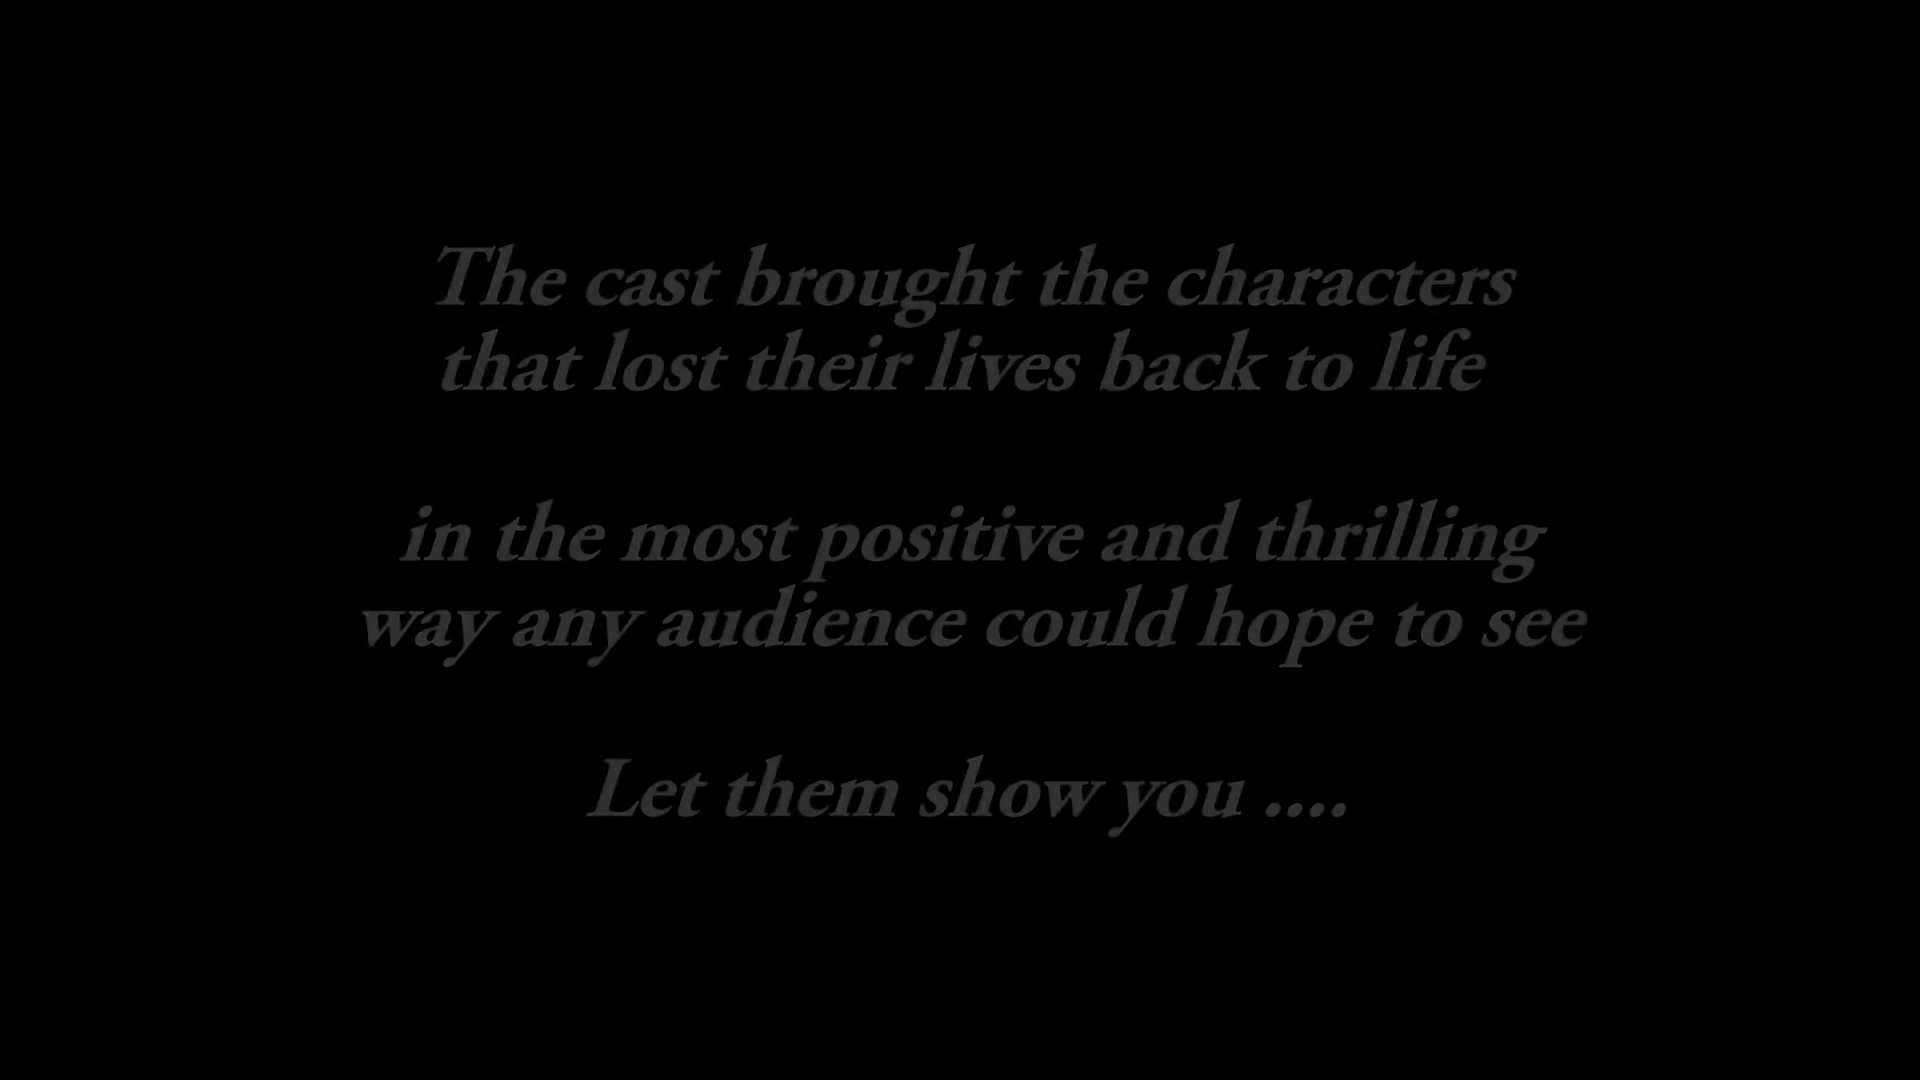 The cast brought the characters
that lost their lives back to life
in the most positive and thrilling
way any audience could hope to see
Let them show you ....